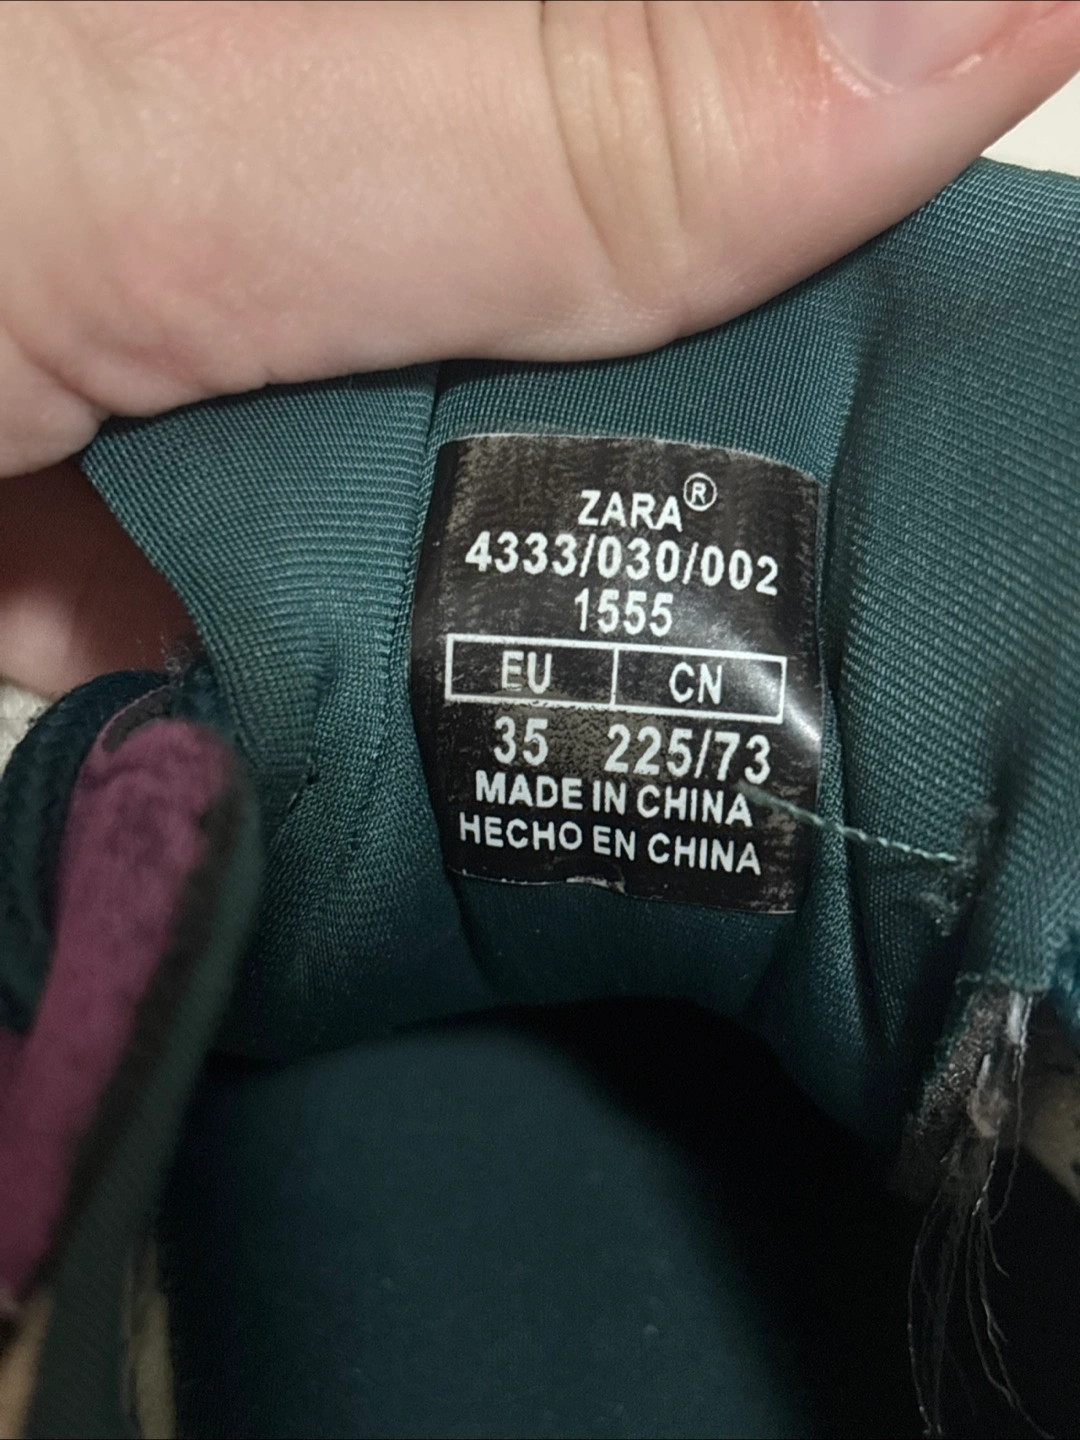 ZARA®
4333/030/002
1555
EU CN
35 225/73
MADE IN CHINA
HECHO EN CHINA